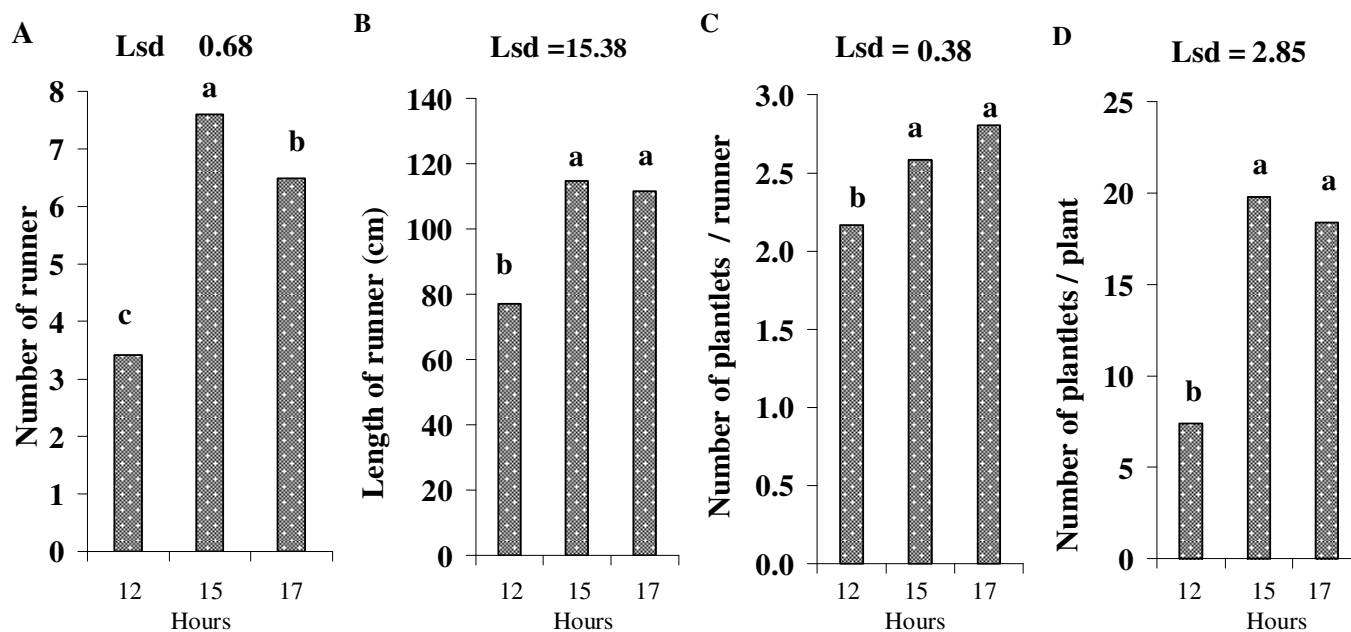 A
Lsd 0.68
Number of runner
8
7
6
5
4
3
2
1
0
c
a
b
12 15 17
Hours
B
Lsd =15.38
Length of runner (cm)
140
120
100
80
60
40
20
0
b
a
a
12 15 17
Hours
C
Lsd = 0.38
Number of plantlets / runner
3.0
2.5
2.0
1.5
1.0
0.5
0.0
b
a
a
12 15 17
Hours
D
Lsd = 2.85
Number of plantlets / plant
25
20
15
10
5
0
b
a
a
12 15 17
Hours